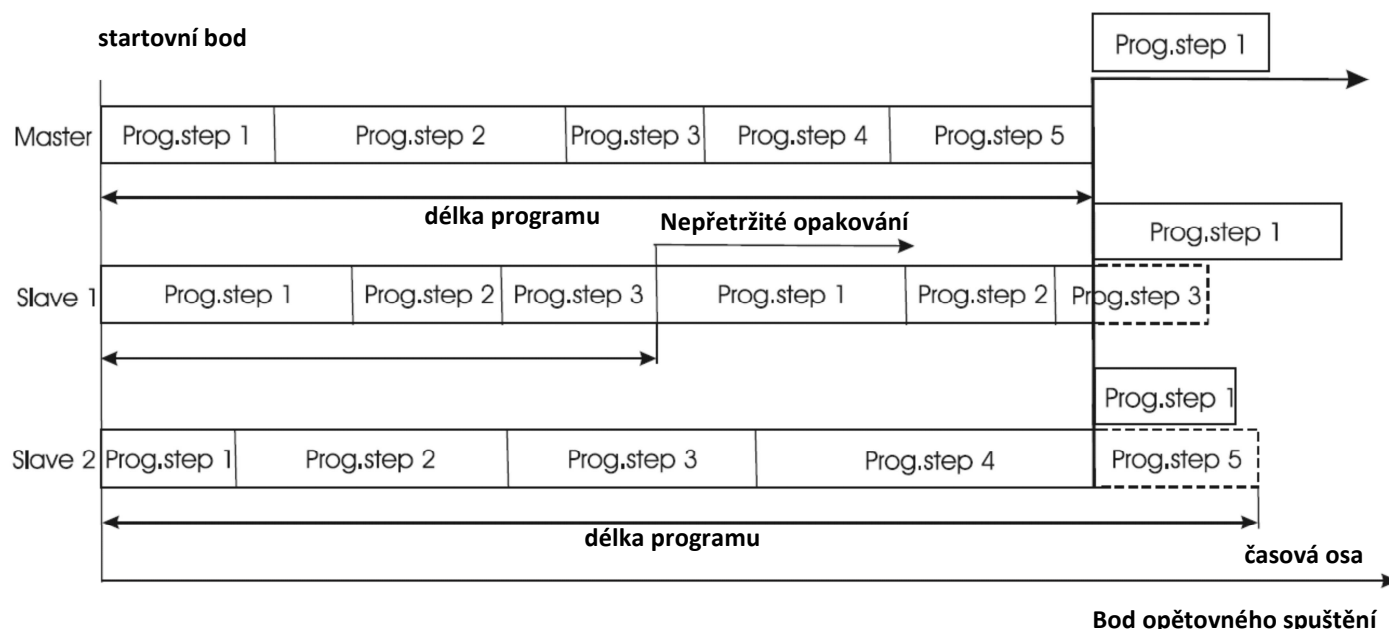 startovní bod
Prog.step 1
Master Prog.step 1 Prog.step 2 Prog.step 3 Prog.step 4 Prog.step 5
délka programu
Nepřetržité opakování
Prog.step 1
Slave 1 Prog.step 1 Prog.step 2 Prog.step 3 Prog.step 1 Prog.step 2 Prog.step 3
Prog.step 1
Slave 2 Prog.step 1 Prog.step 2 Prog.step 3 Prog.step 4 Prog.step 5
délka programu
časová osa
Bod opětovného spuštění